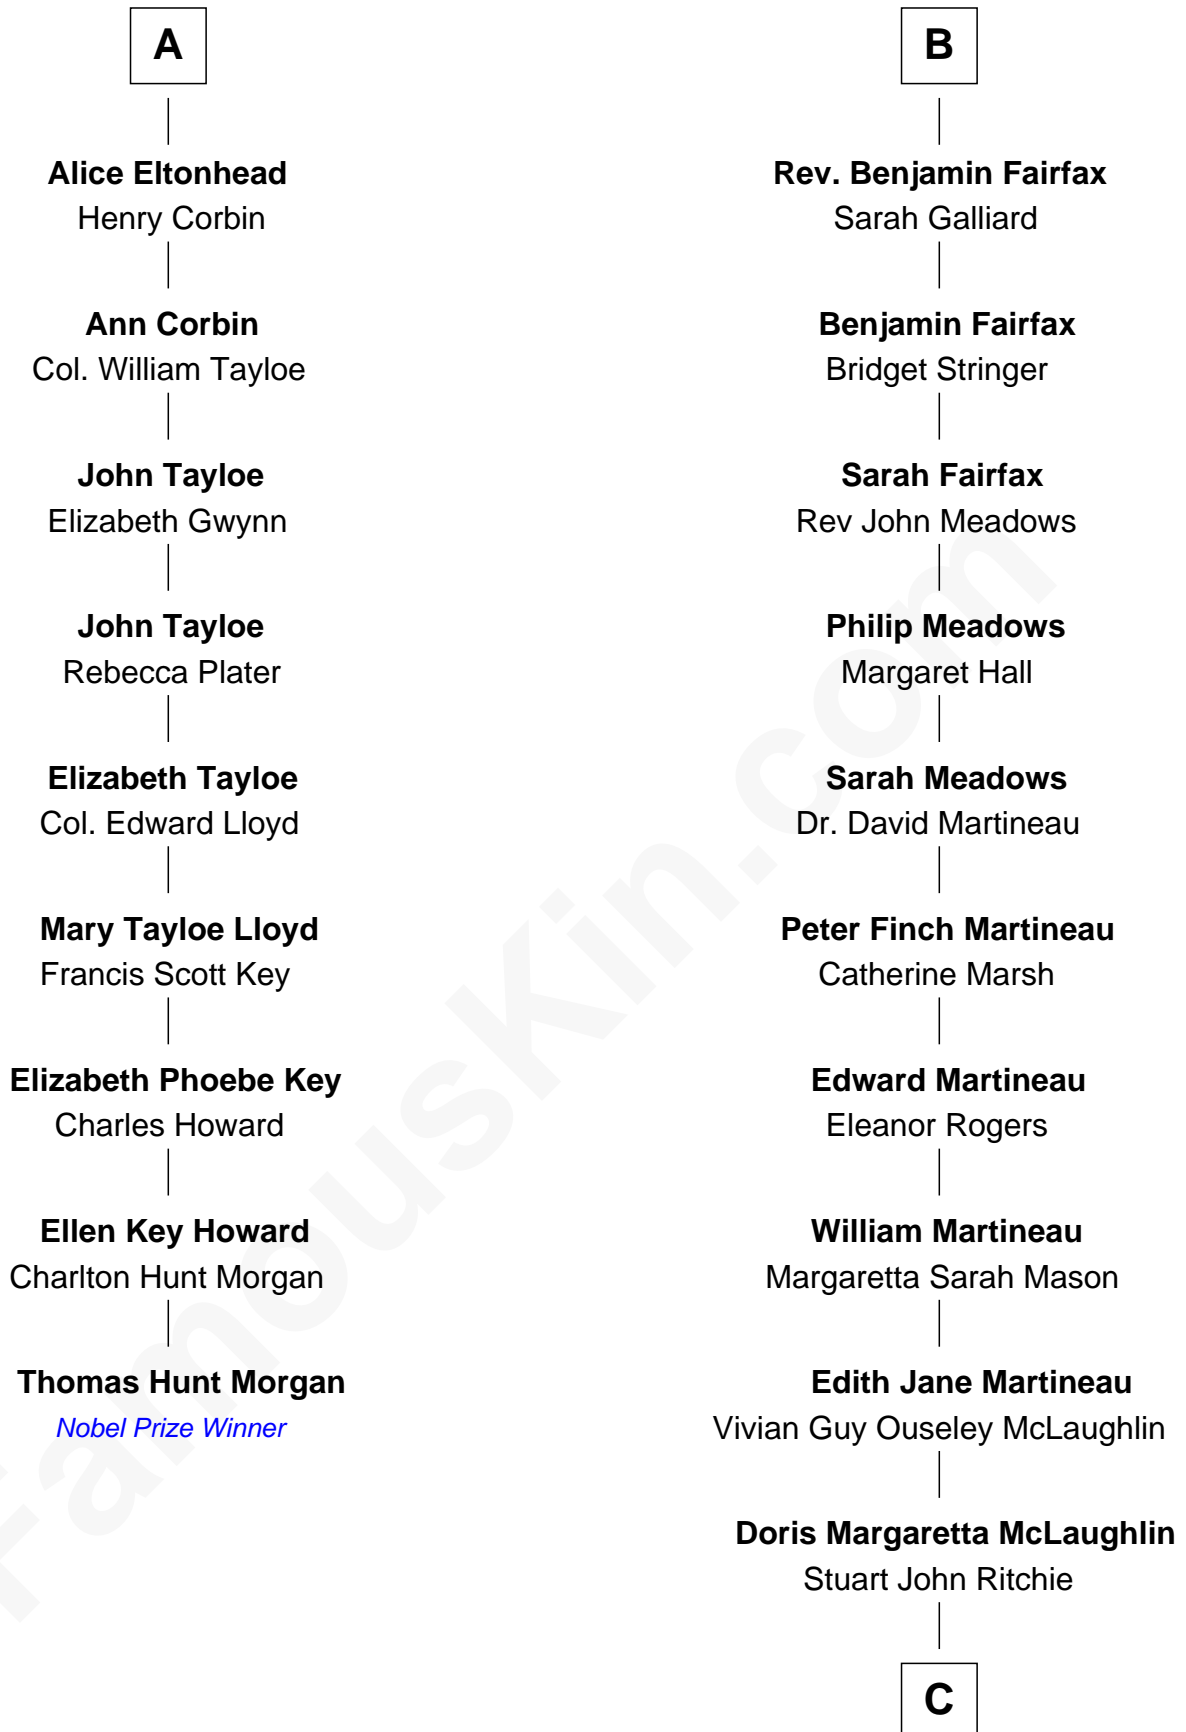 A
Alice Eltonhead
Henry Corbin
Ann Corbin
Col. William Tayloe
John Tayloe
Elizabeth Gwynn
John Tayloe
Rebecca Plater
Elizabeth Tayloe
Col. Edward Lloyd
Mary Tayloe Lloyd
Francis Scott Key
Elizabeth Phoebe Key
Charles Howard
Ellen Key Howard
Charlton Hunt Morgan
Thomas Hunt Morgan
Nobel Prize Winner
B
Rev. Benjamin Fairfax
Sarah Galliard
Benjamin Fairfax
Bridget Stringer
Sarah Fairfax
Rev John Meadows
Philip Meadows
Margaret Hall
Sarah Meadows
Dr. David Martineau
Peter Finch Martineau
Catherine Marsh
Edward Martineau
Eleanor Rogers
William Martineau
Margaretta Sarah Mason
Edith Jane Martineau
Vivian Guy Ouseley McLaughlin
Doris Margaretta McLaughlin
Stuart John Ritchie
C
FamousKin.com